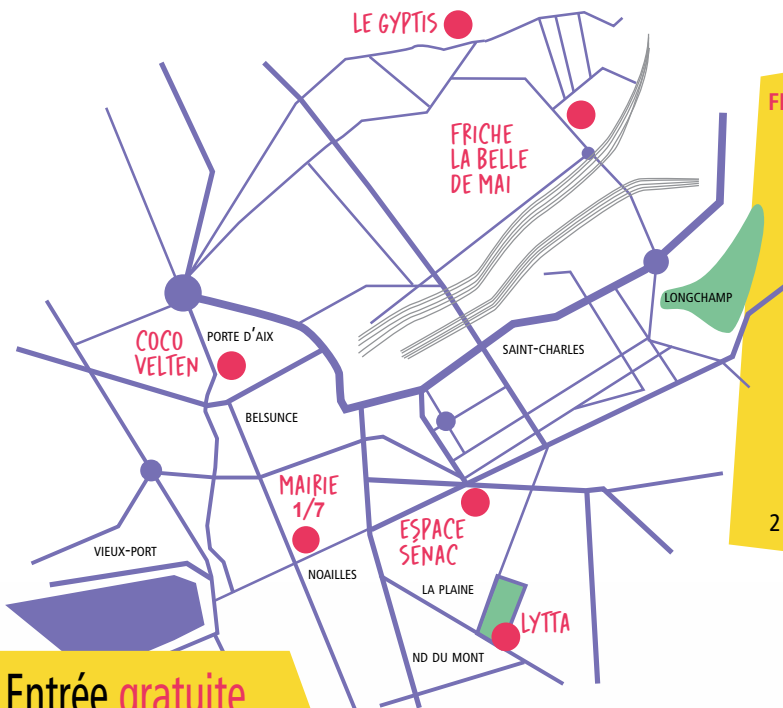 LE GYPTIS
FRICHE
LA BELLE
DE MAI
LONGCHAMP
COCO
VELTEN
PORTE D'AIX
SAINT-CHARLES
BELSUNCE
MAIRIE
1/7
ESPACE
SÉNAC
VIEUX-PORT
NOAILLES
LA PLAINE
LYTTA
ND DU MONT
2
Entrée gratuite